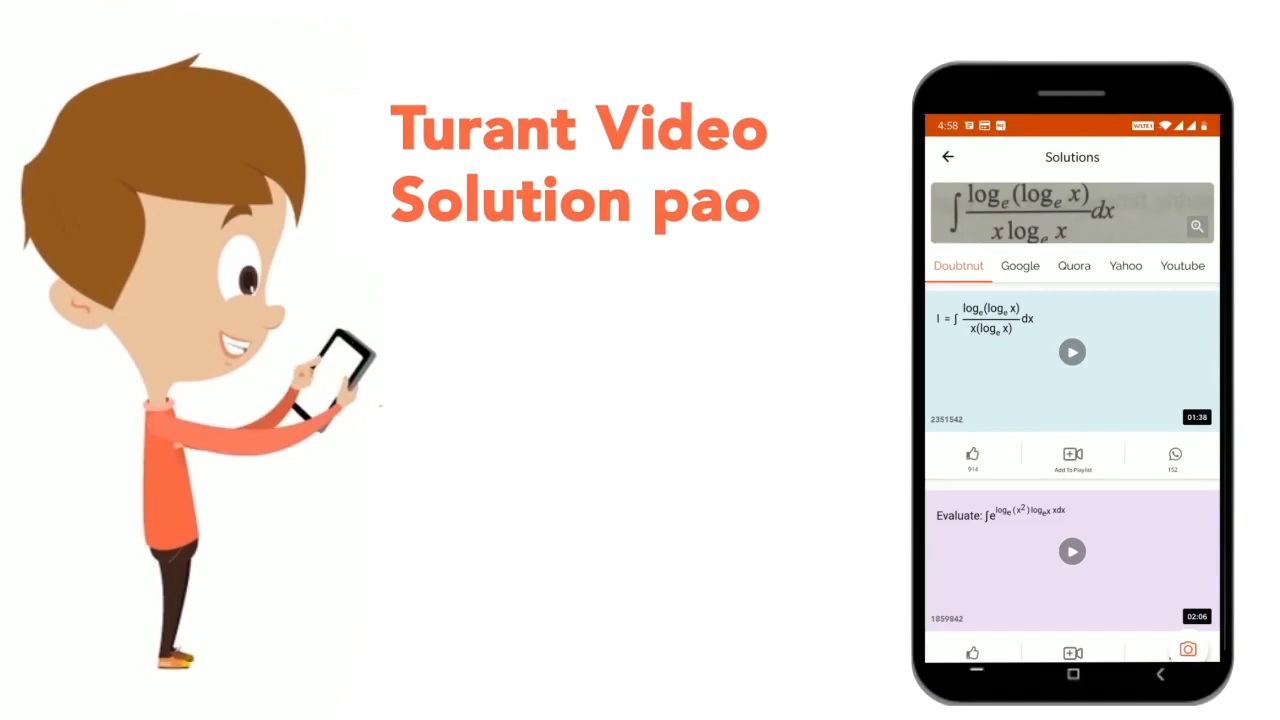 Turant Video
Solution pao
4:58
VoLTE1
Solutions
∫ logₑ(logₑ x) / x logₑ x dx
Doubtnut Google Quora Yahoo Youtube
I = ∫ logₑ(logₑ x) / x(logₑ x) dx
2351542
01:38
914
Add To Playlist
152
Evaluate: ∫e^logₑ(x²)logₑx xdx
1859842
02:06